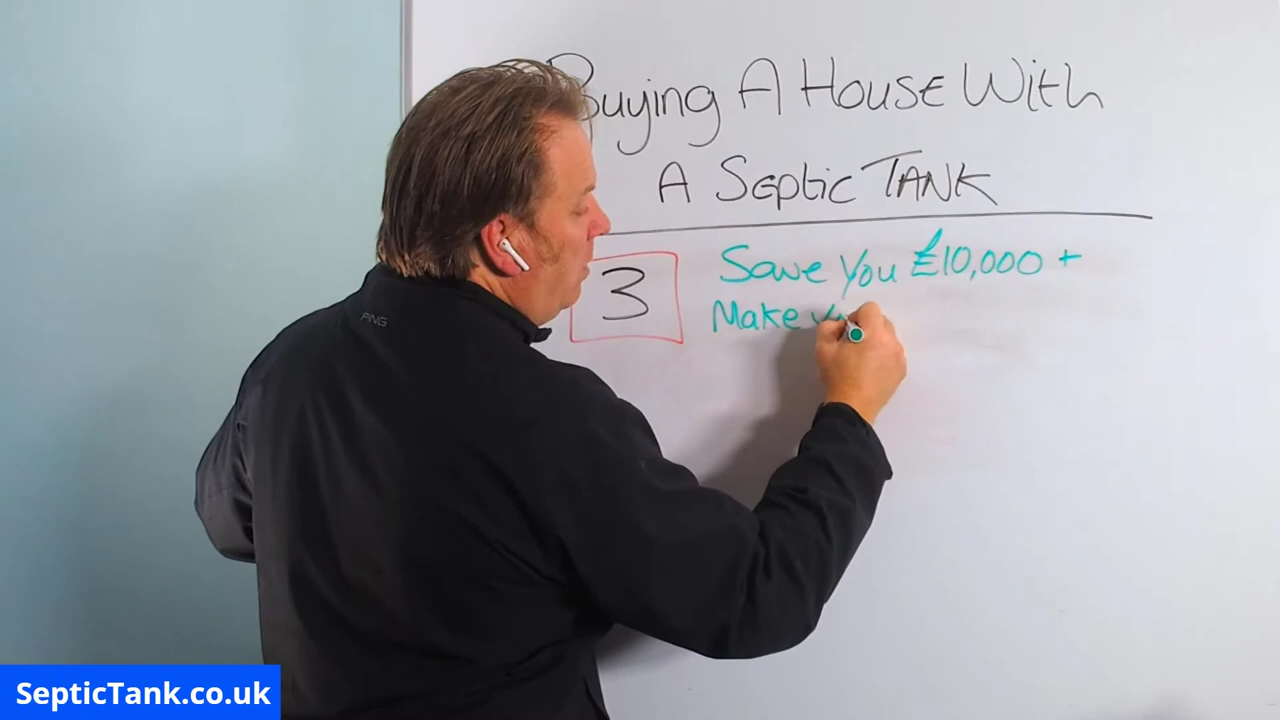 Buying A House With
A Septic TANK
3
Save You £10,000 +
Make
PING
SepticTank.co.uk